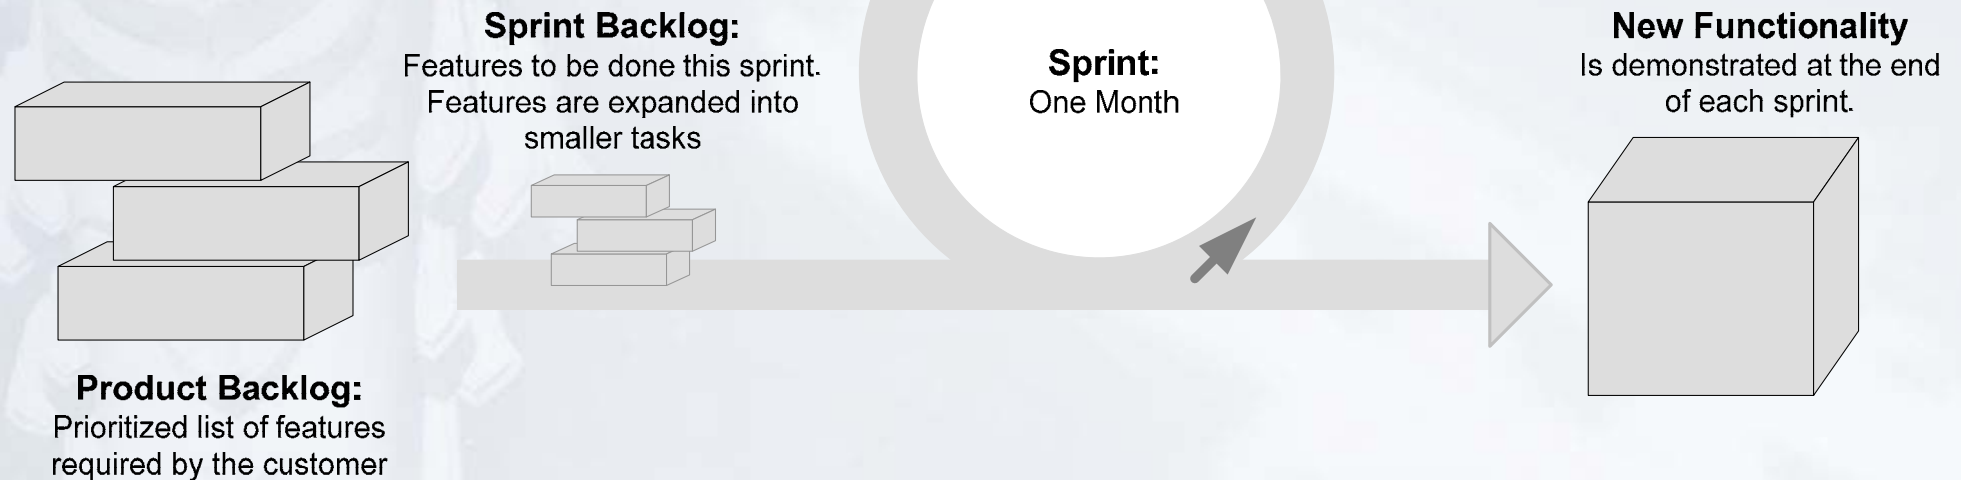 Sprint Backlog:
Features to be done this sprint.
Features are expanded into
smaller tasks
Sprint:
One Month
New Functionality
Is demonstrated at the end
of each sprint.
Product Backlog:
Prioritized list of features
required by the customer